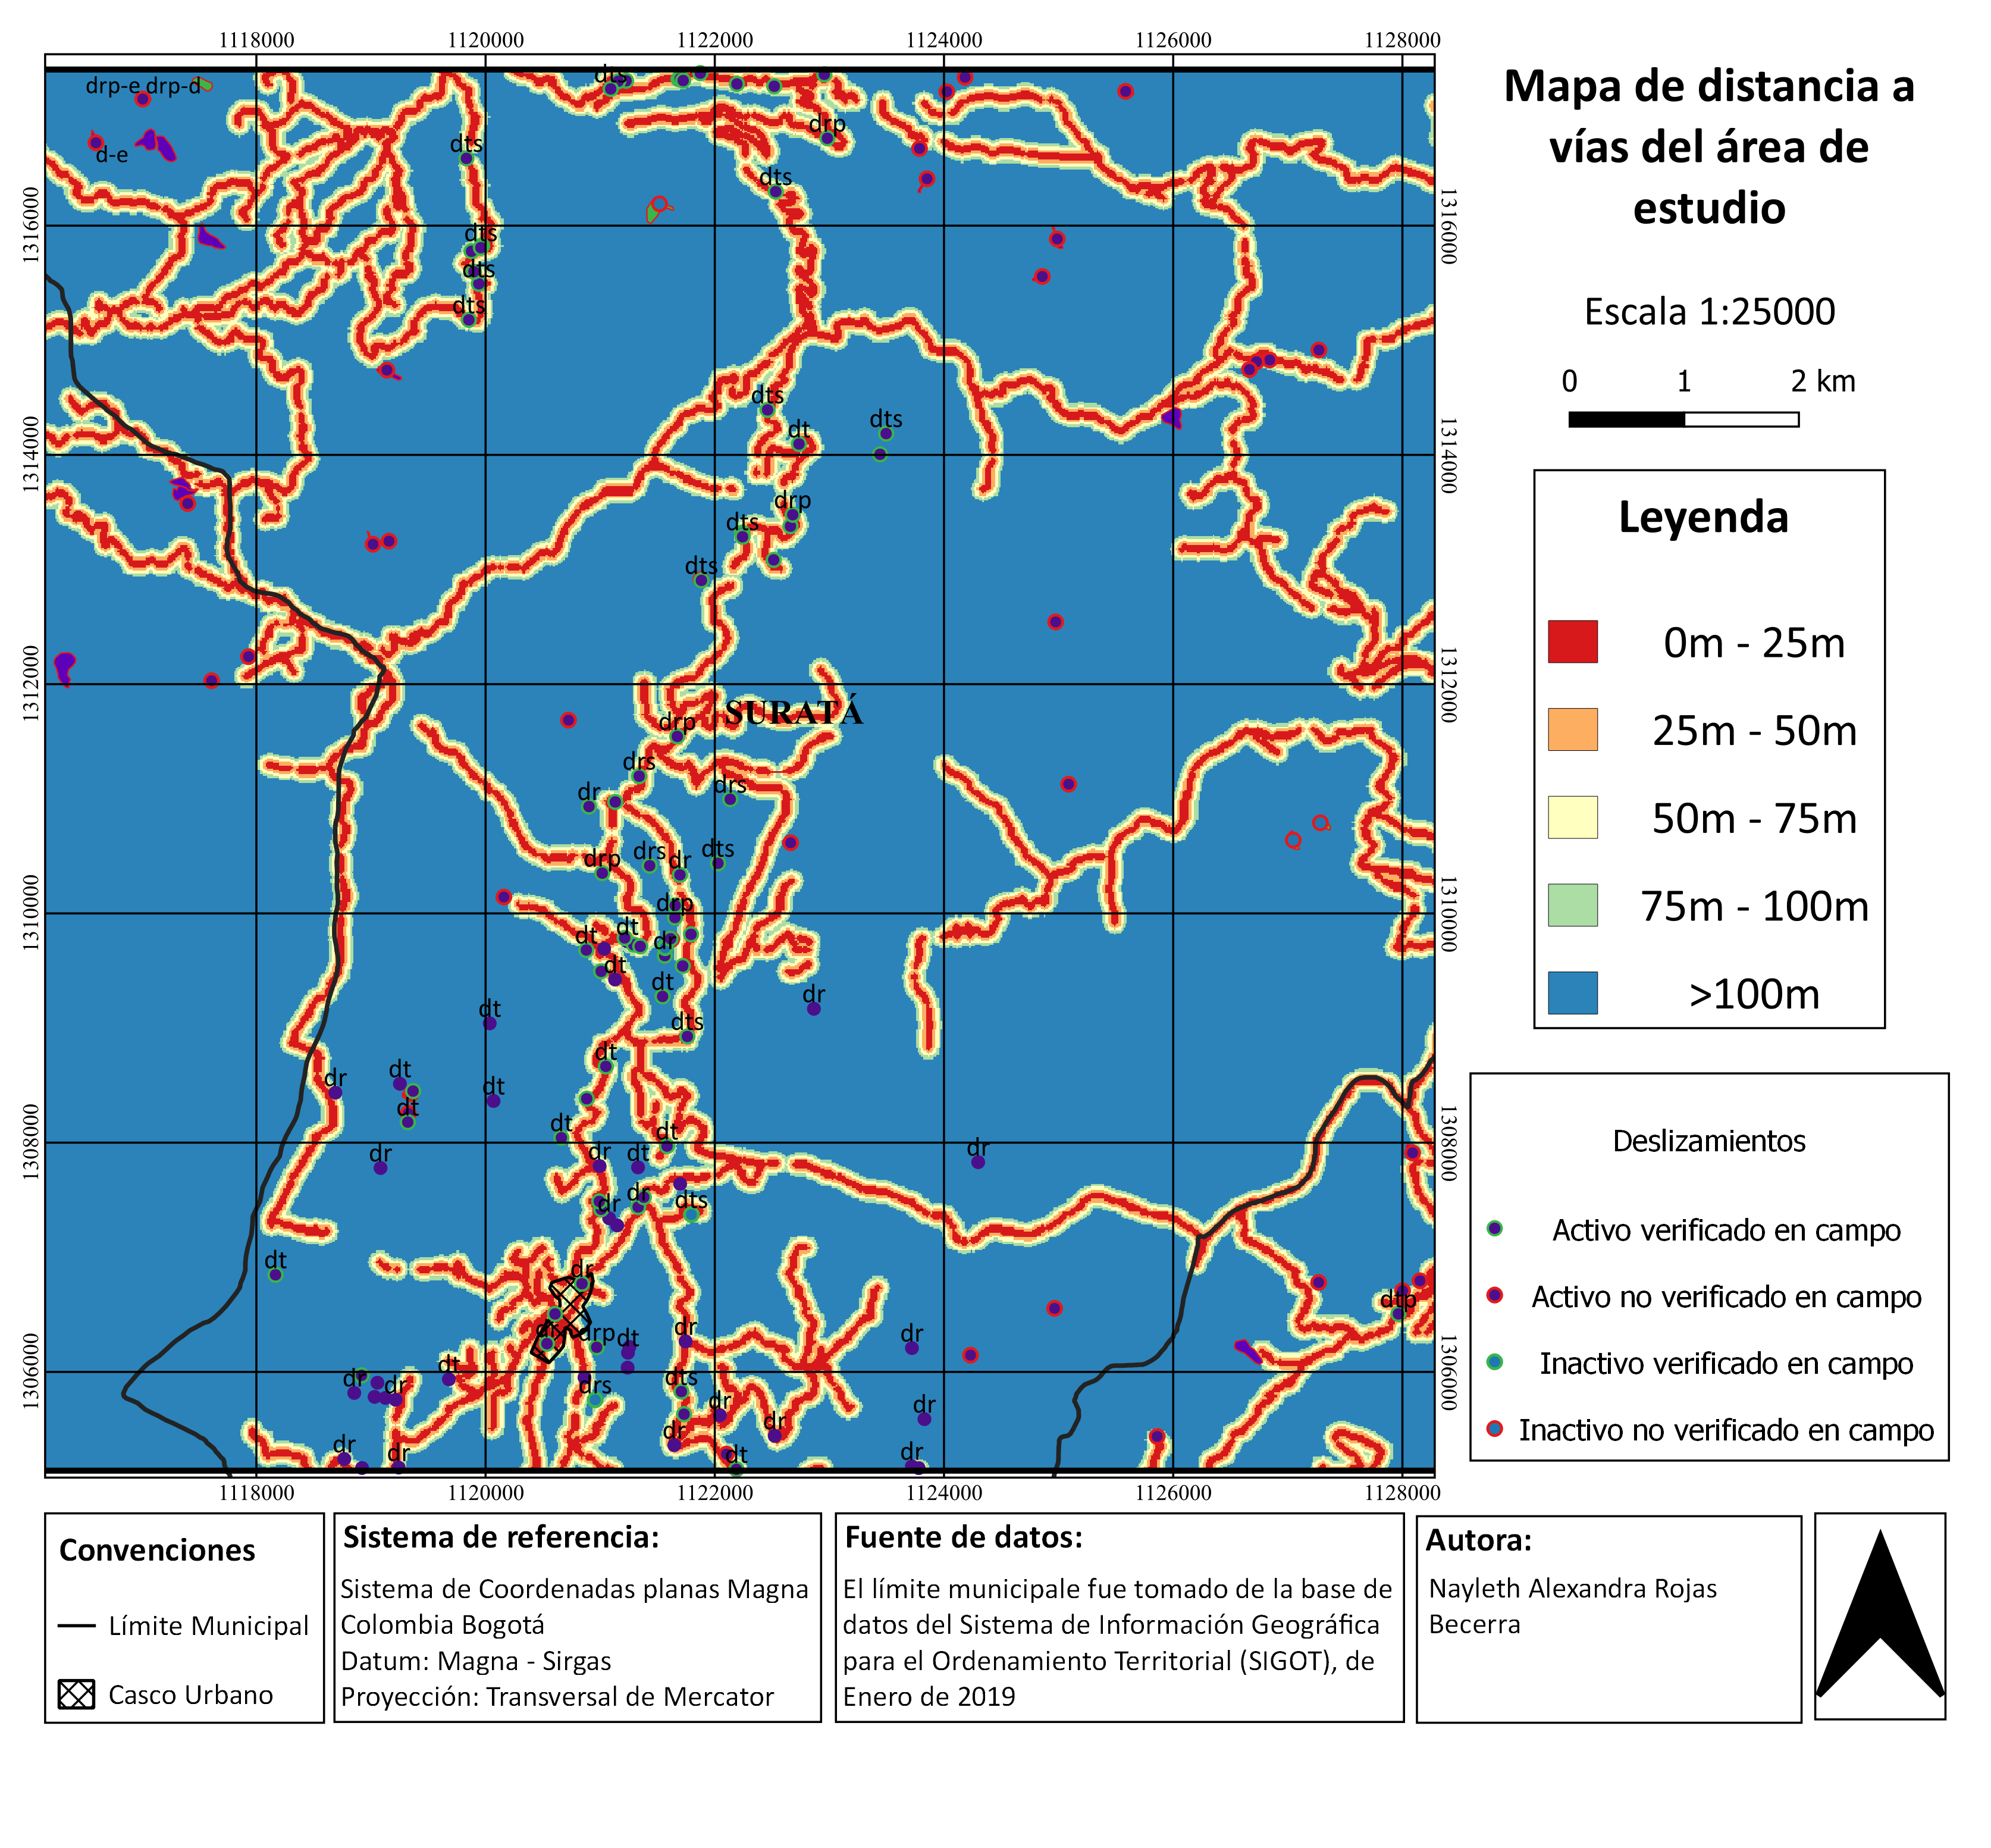 1118000 1120000 1122000 1124000 1126000 1128000
Mapa de distancia a
vías del área de
estudio
Escala 1:25000
0 1 2 km
Leyenda
0m - 25m
25m - 50m
50m - 75m
75m - 100m
>100m
Deslizamientos
Activo verificado en campo
Activo no verificado en campo
Inactivo verificado en campo
Inactivo no verificado en campo
1316000
1314000
1312000
1310000
1308000
1306000
1316000
1314000
1312000
1310000
1308000
1306000
drp-e drp-d
d-e
dts
drp
dts
dts
dts
dts
dts
dts
dts
dt
drp
dts
dts
SURATÁ
drp
drs
drs
dr
drp
drs
dr
dts
drp
dt
dt
dr
dt
dt
dt
dr
dts
dt
dt
dr
dt
dt
dt
dt
dr
dr
dt
dr
dr
dr
dts
dt
dr
drp
dt
dr
dr
dtp
dt
dr
dr
drs
dts
dr
dr
dr
dr
dr
dr
dt
dr
1118000 1120000 1122000 1124000 1126000 1128000
Convenciones
Límite Municipal
Casco Urbano
Sistema de referencia:
Sistema de Coordenadas planas Magna
Colombia Bogotá
Datum: Magna - Sirgas
Proyección: Transversal de Mercator
Fuente de datos:
El límite municipale fue tomado de la base de
datos del Sistema de Información Geográfica
para el Ordenamiento Territorial (SIGOT), de
Enero de 2019
Autora:
Nayleth Alexandra Rojas
Becerra